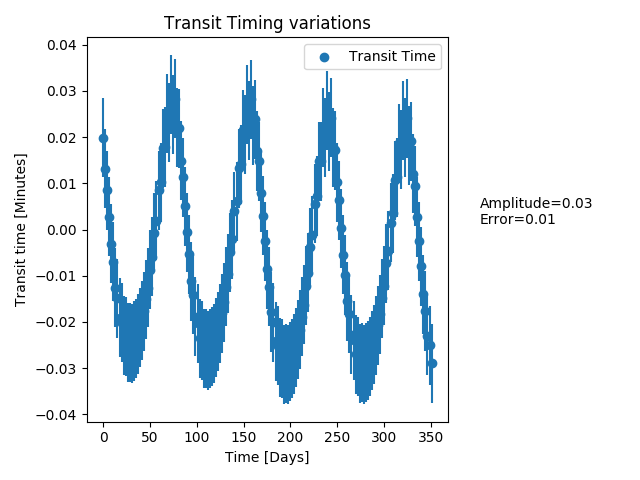 Transit Timing variations
Transit Time
Transit time [Minutes]
0.04
0.03
0.02
0.01
0.00
−0.01
−0.02
−0.03
−0.04
0 50 100 150 200 250 300 350
Time [Days]
Amplitude=0.03
Error=0.01